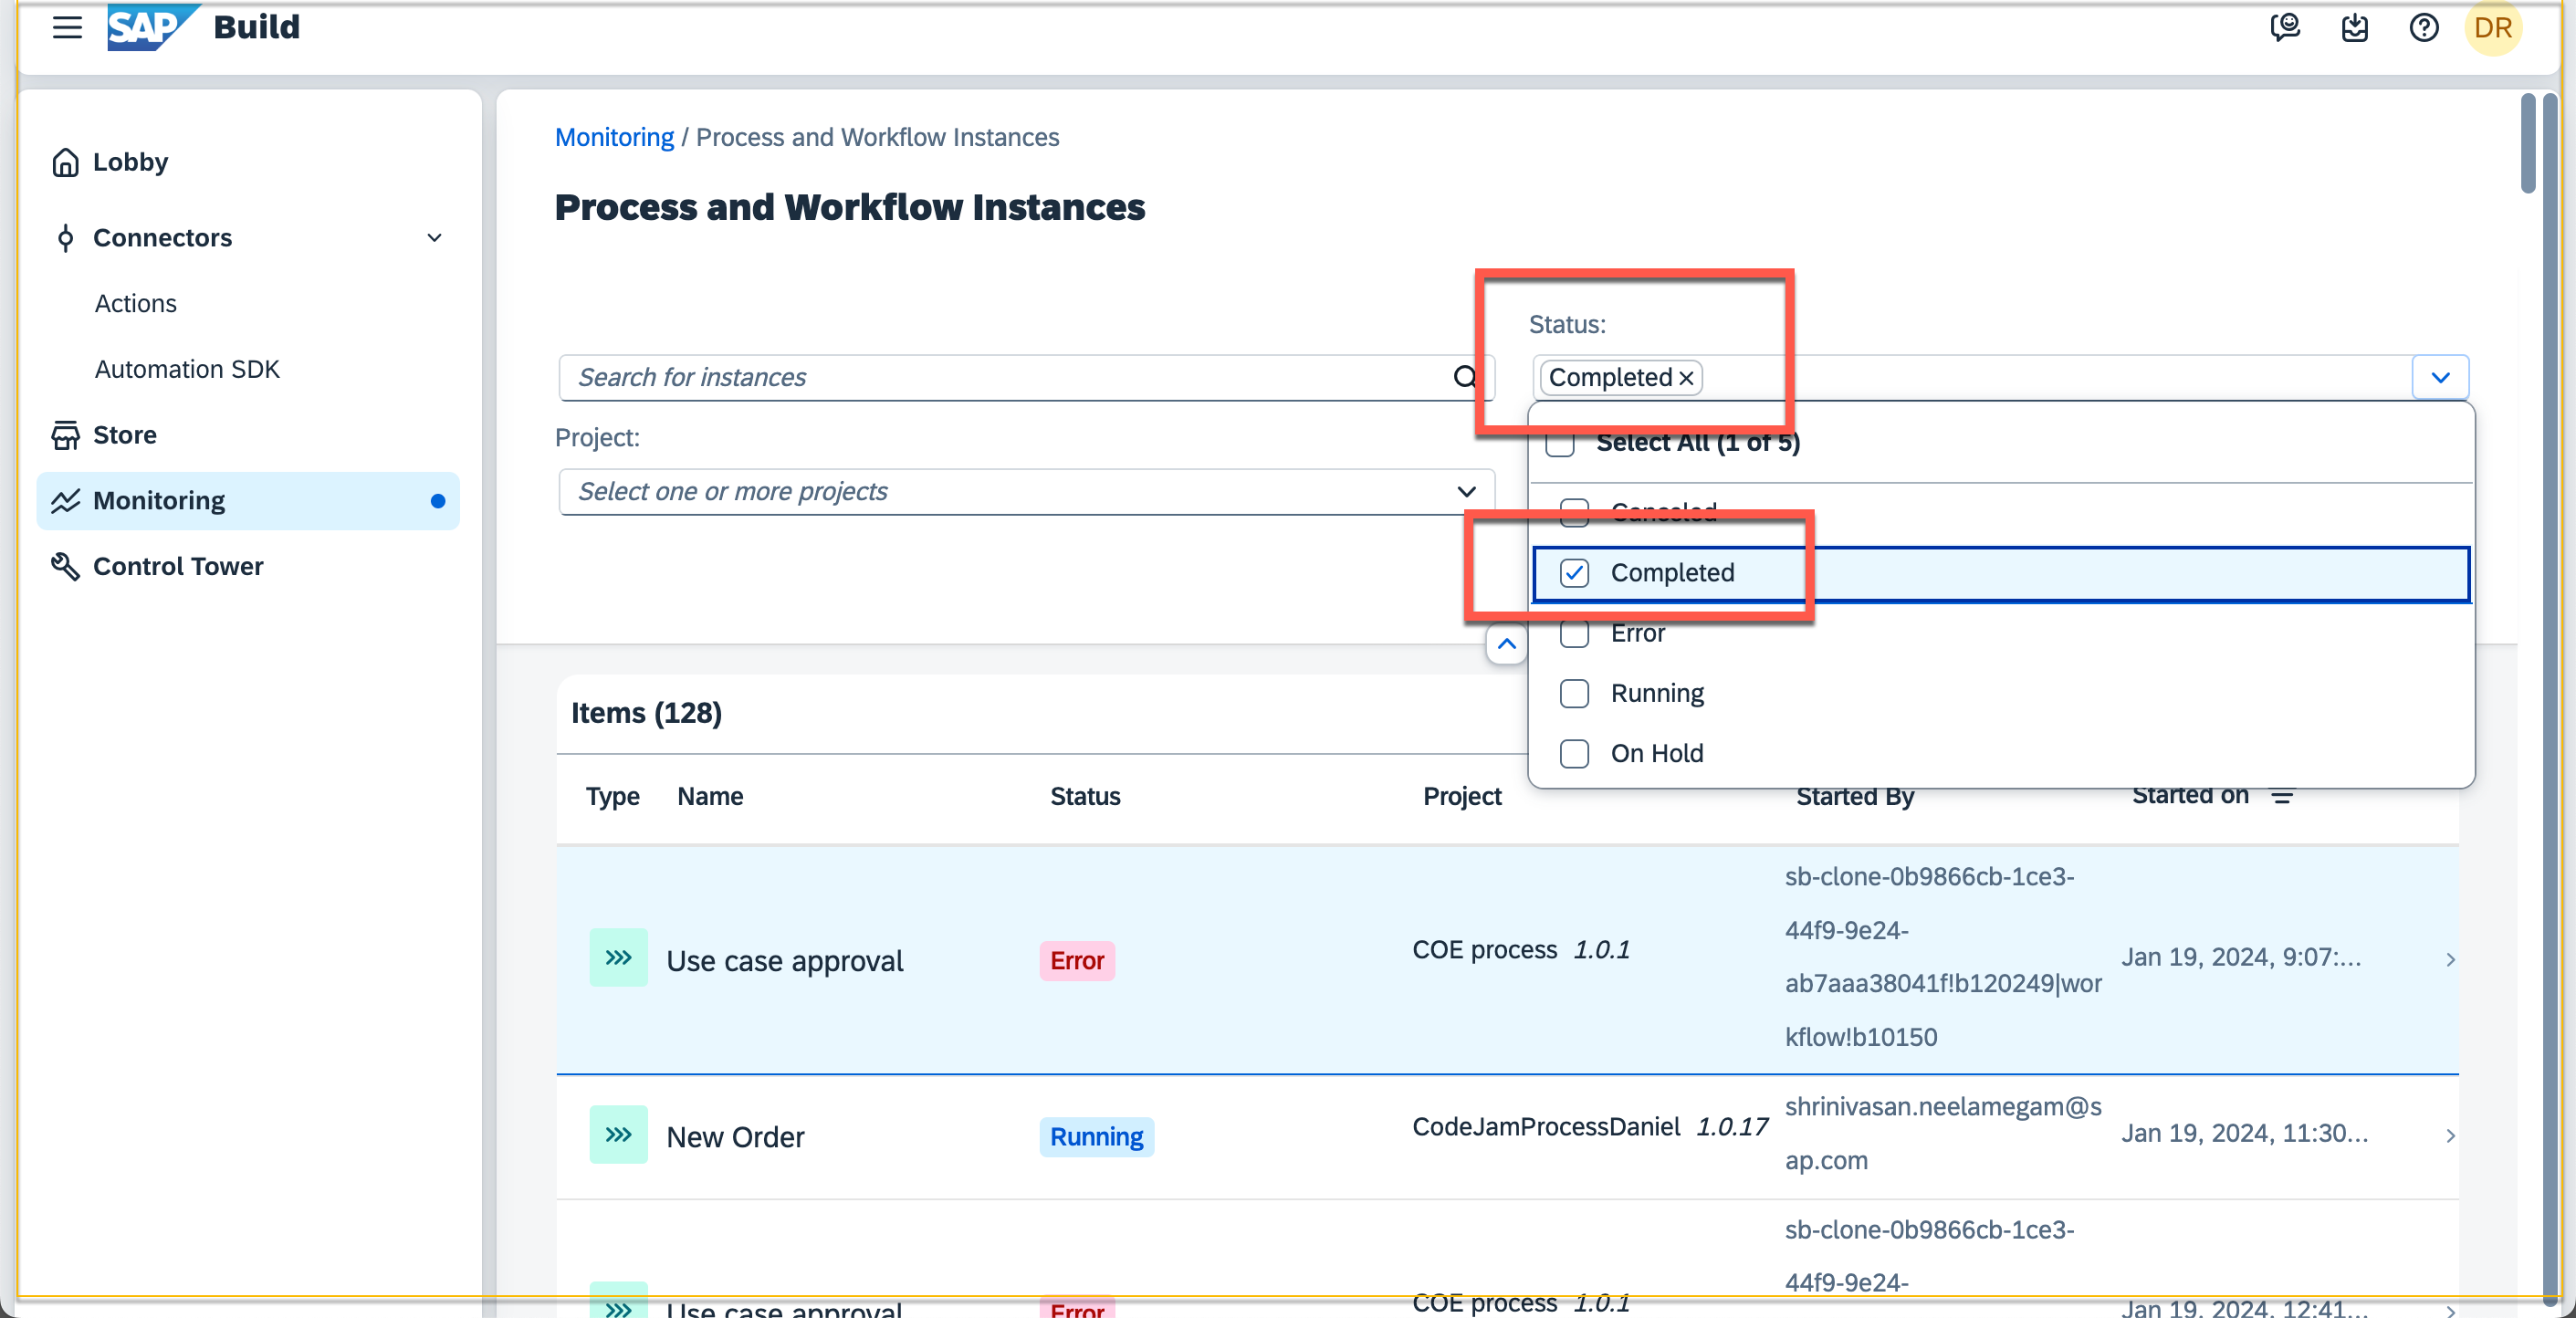 SAP Build
DR
Lobby
Connectors
Actions
Automation SDK
Store
Monitoring
Control Tower
Monitoring / Process and Workflow Instances
Process and Workflow Instances
Status:
Search for instances
Completed
Project:
Select one or more projects
Select All (1 of 5)
Canceled
Completed
Error
Running
On Hold
Items (128)
Type Name Status Project Started By Started on
Use case approval Error COE process 1.0.1
sb-clone-0b9866cb-1ce3-
44f9-9e24-
ab7aaa38041f!b120249|wor
kflow!b10150
Jan 19, 2024, 9:07:...
New Order Running CodeJamProcessDaniel 1.0.17
shrinivasan.neelamegam@s
ap.com
Jan 19, 2024, 11:30...
sb-clone-0b9866cb-1ce3-
44f9-9e24-
Use case approval Error COE process 1.0.1
Jan 19, 2024, 12:41...